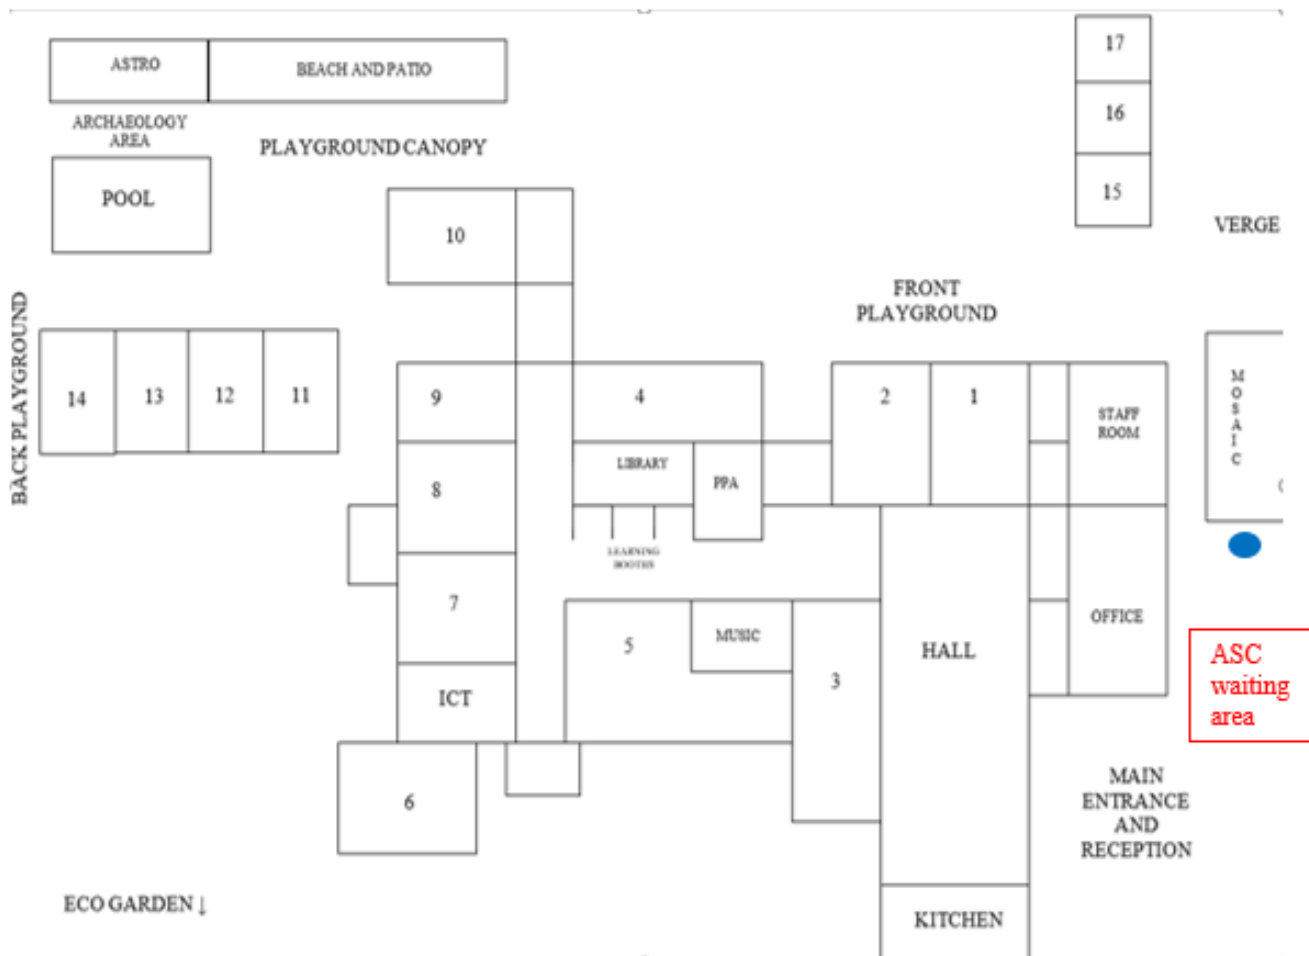 ASTRO
BEACH AND PATIO
17
16
15
ARCHAEOLOGY
AREA
PLAYGROUND CANOPY
POOL
VERGE
10
FRONT
PLAYGROUND
BACK PLAYGROUND
14
13
12
11
9
4
2
1
STAFF
ROOM
MOSAIC
8
LIBRARY
PPA
LEARNING
BOOTHS
7
5
MUSIC
3
HALL
OFFICE
ASC
waiting
area
ICT
6
MAIN
ENTRANCE
AND
RECEPTION
ECO GARDEN ↓
KITCHEN